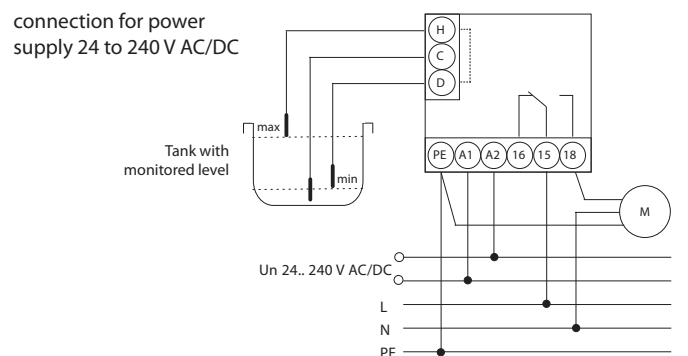 connection for power
supply 24 to 240 V AC/DC
H
C
D
max
Tank with
monitored level
min
PE A1 A2 16 15 18
M
Un 24.. 240 V AC/DC
L
N
PE